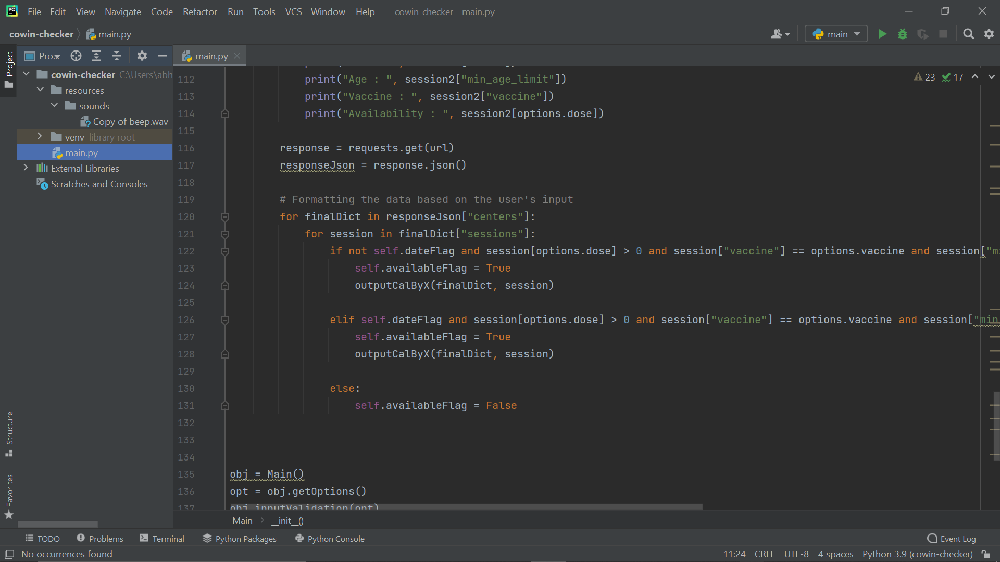 File Edit View Navigate Code Refactor Run Tools VCS Window Help cowin-checker - main.py
cowin-checker main.py
main
Project
Pro...
main.py
cowin-checker C:\Users\abh
resources
sounds
Copy of beep.wav
venv library root
main.py
External Libraries
Scratches and Consoles
Structure
Favorites
23 17
112 print("Age : ", session2["min_age_limit"])
113 print("Vaccine : ", session2["vaccine"])
114 print("Availability : ", session2[options.dose])
115
116 response = requests.get(url)
117 responseJson = response.json()
118
119 # Formatting the data based on the user's input
120 for finalDict in responseJson["centers"]:
121 for session in finalDict["sessions"]:
122 if not self.dateFlag and session[options.dose] > 0 and session["vaccine"] == options.vaccine and session["m
123 self.availableFlag = True
124 outputCalByX(finalDict, session)
125
126 elif self.dateFlag and session[options.dose] > 0 and session["vaccine"] == options.vaccine and session["min
127 self.availableFlag = True
128 outputCalByX(finalDict, session)
129
130 else:
131 self.availableFlag = False
132
133
134
135 obj = Main()
136 opt = obj.getOptions()
137 obj.inputValidation(opt)
Main __init__()
TODO Problems Terminal Python Packages Python Console Event Log
No occurrences found 11:24 CRLF UTF-8 4 spaces Python 3.9 (cowin-checker)